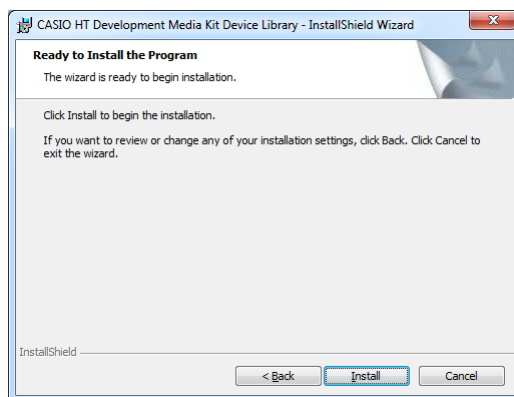 CASIO HT Development Media Kit Device Library - InstallShield Wizard
Ready to Install the Program
The wizard is ready to begin installation.
Click Install to begin the installation.
If you want to review or change any of your installation settings, click Back. Click Cancel to
exit the wizard.
InstallShield
< Back
Install
Cancel